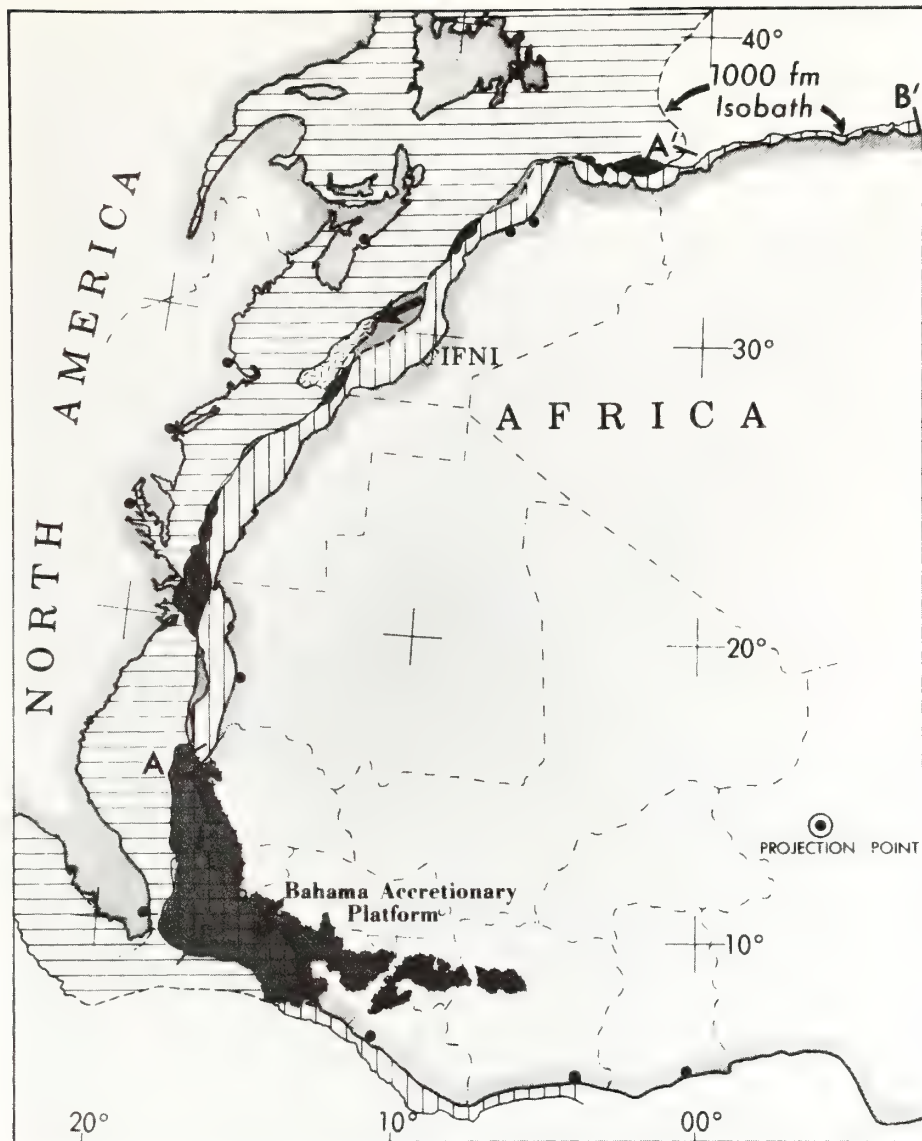 40°
1000 fm
Isobath
B'
A'
NORTH AMERICA
IFNI
30°
AFRICA
20°
A
PROJECTION POINT
Bahama Accretionary
Platform
10°
20°
10°
00°